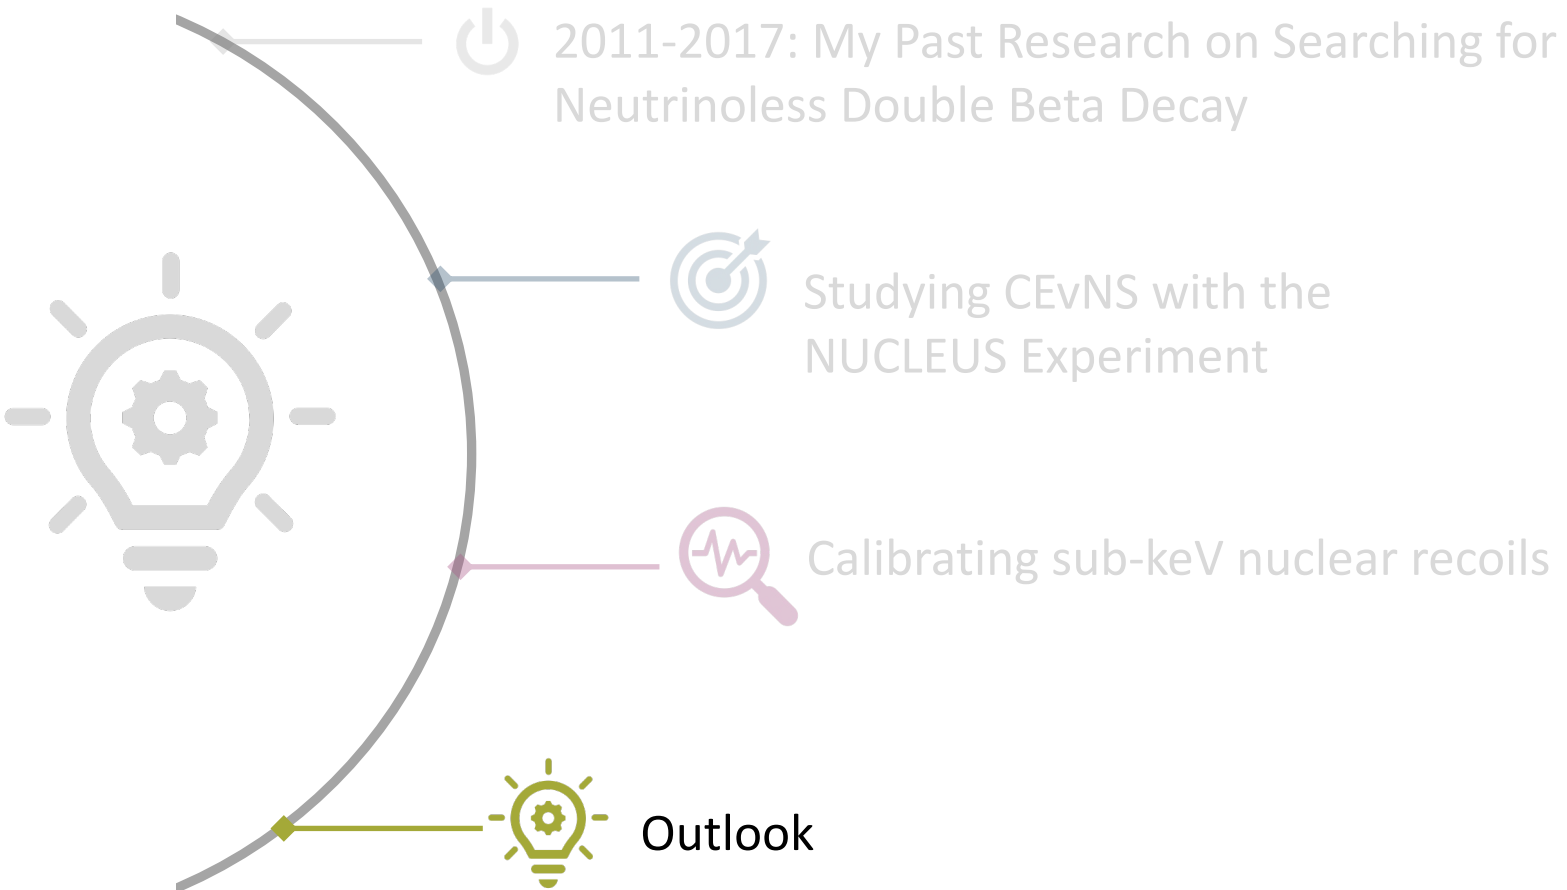 2011-2017: My Past Research on Searching for
Neutrinoless Double Beta Decay
Studying CEvNS with the
NUCLEUS Experiment
Calibrating sub-keV nuclear recoils
Outlook